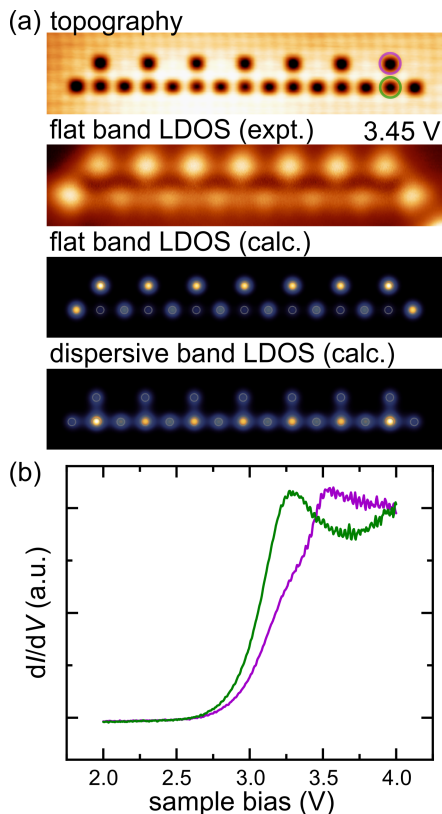 (a) topography
flat band LDOS (expt.) 3.45 V
flat band LDOS (calc.)
dispersive band LDOS (calc.)
(b)
dI/dV (a.u.)
2.0 2.5 3.0 3.5 4.0
sample bias (V)